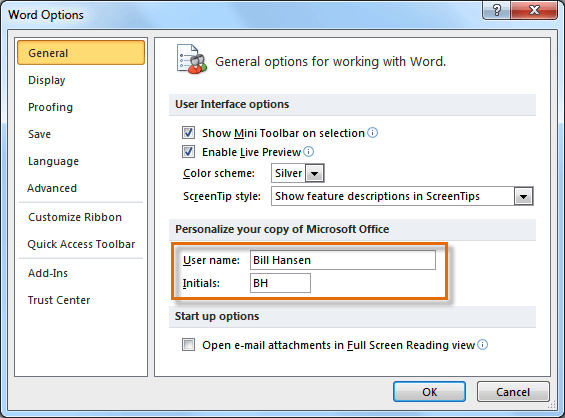 Word Options
General
Display
Proofing
Save
Language
Advanced
Customize Ribbon
Quick Access Toolbar
Add-Ins
Trust Center
General options for working with Word.
User Interface options
Show Mini Toolbar on selection
Enable Live Preview
Color scheme: Silver
ScreenTip style: Show feature descriptions in ScreenTips
Personalize your copy of Microsoft Office
User name: Bill Hansen
Initials: BH
Start up options
Open e-mail attachments in Full Screen Reading view
OK Cancel